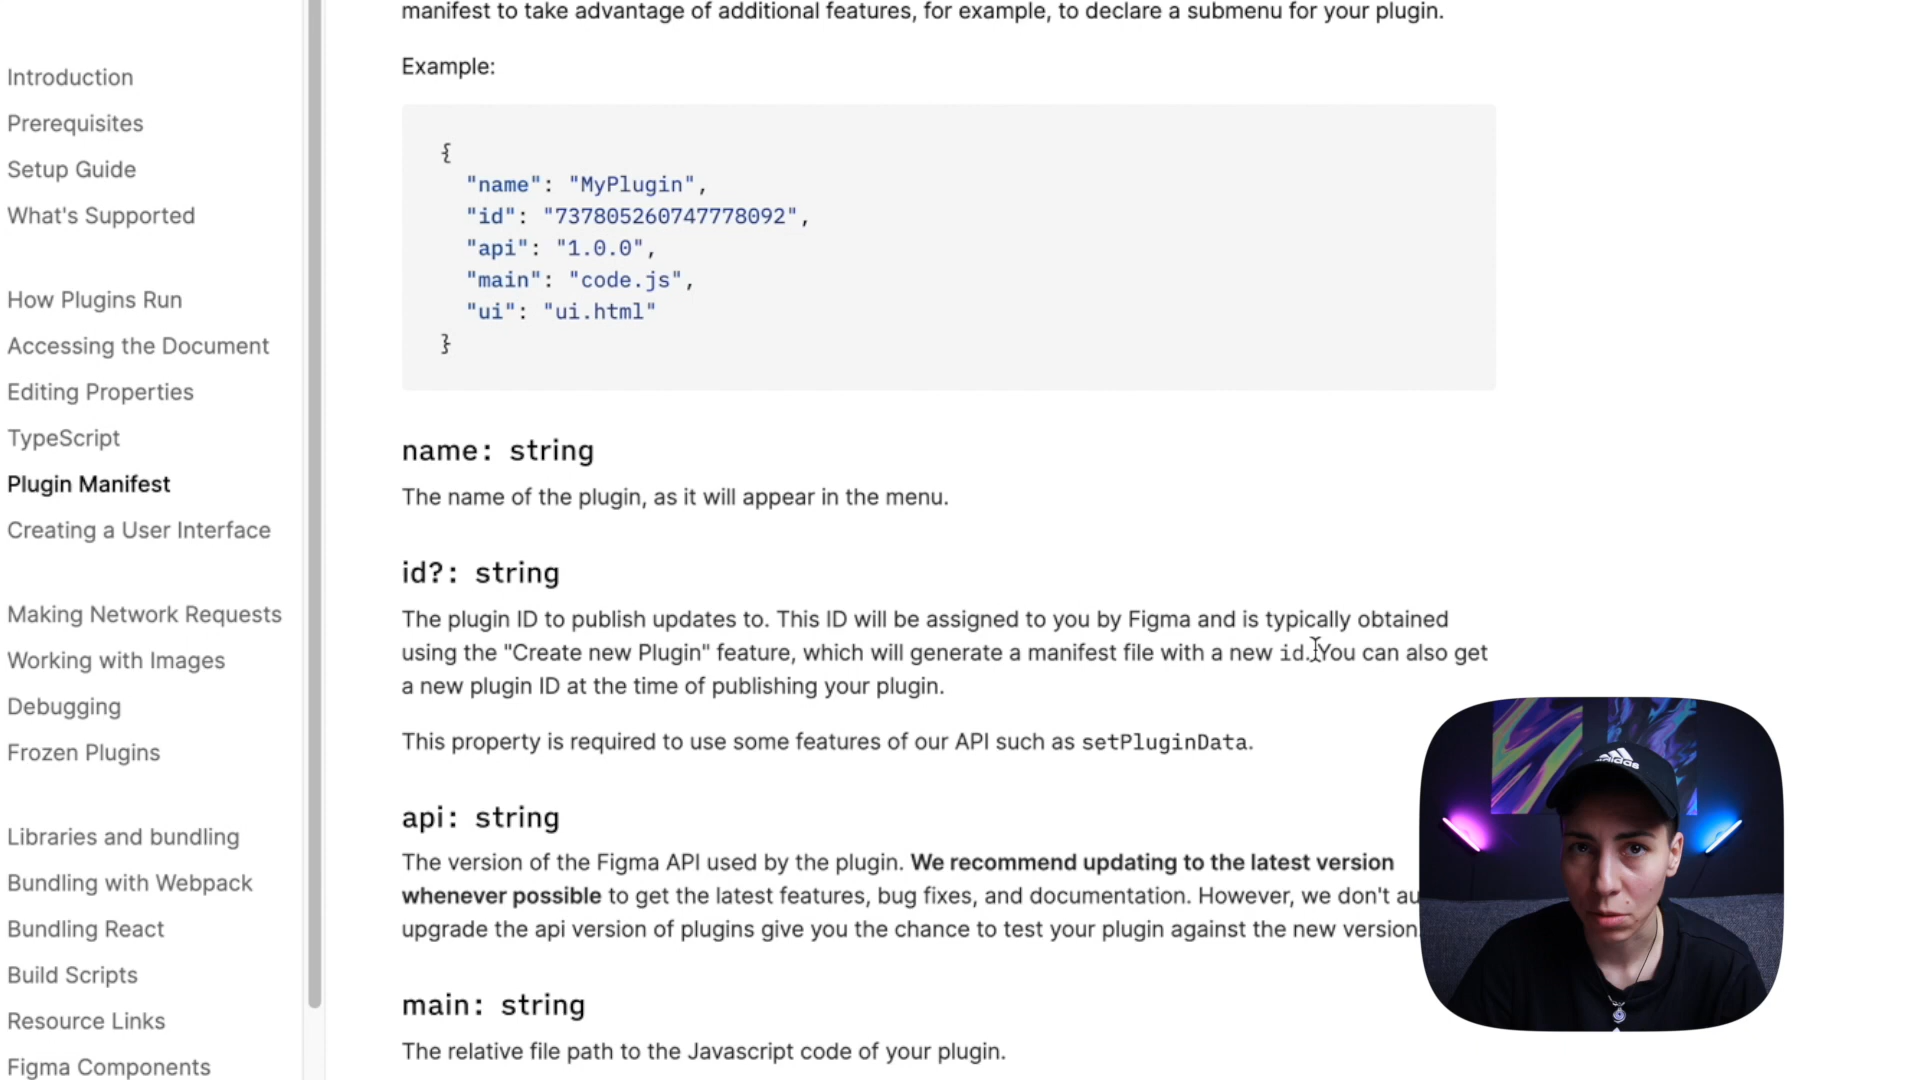 manifest to take advantage of additional features, for example, to declare a submenu for your plugin.
Introduction
Prerequisites
Setup Guide
What's Supported
How Plugins Run
Accessing the Document
Editing Properties
TypeScript
Plugin Manifest
Creating a User Interface
Making Network Requests
Working with Images
Debugging
Frozen Plugins
Libraries and bundling
Bundling with Webpack
Bundling React
Build Scripts
Resource Links
Figma Components
Example:
{
"name": "MyPlugin",
"id": "737805260747778092",
"api": "1.0.0",
"main": "code.js",
"ui": "ui.html"
}
name: string
The name of the plugin, as it will appear in the menu.
id?: string
The plugin ID to publish updates to. This ID will be assigned to you by Figma and is typically obtained
using the "Create new Plugin" feature, which will generate a manifest file with a new id. You can also get
a new plugin ID at the time of publishing your plugin.
This property is required to use some features of our API such as setPluginData.
api: string
The version of the Figma API used by the plugin. We recommend updating to the latest version
whenever possible to get the latest features, bug fixes, and documentation. However, we don't au
upgrade the api version of plugins give you the chance to test your plugin against the new version.
main: string
The relative file path to the Javascript code of your plugin.
adidas